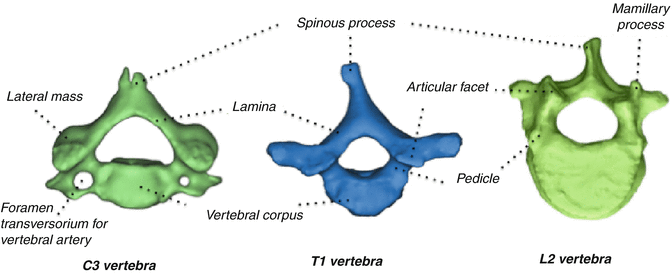 Spinous process
Mamillary
process
Lateral mass
Lamina
Articular facet
Foramen
transversorium for
vertebral artery
Vertebral corpus
Pedicle
C3 vertebra
T1 vertebra
L2 vertebra